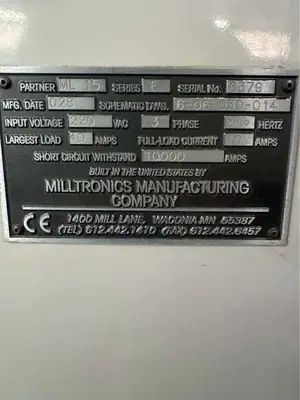 PARTNER ML 15 SERIES SERIAL No.
MFG. DATE 028 SCHEMATIC DWG.
INPUT VOLTAGE 220 VAC 3 PHASE HERTZ
LARGEST LOAD AMPS FULL-LOAD CURRENT AMPS
SHORT CIRCUIT WITHSTAND 10000 AMPS
BUILT IN THE UNITED STATES BY
MILLTRONICS MANUFACTURING
COMPANY
CE 1400 MILL LANE, WACONIA MN 55387
(TEL) 612.442.1410 (FAX) 612.442.6457